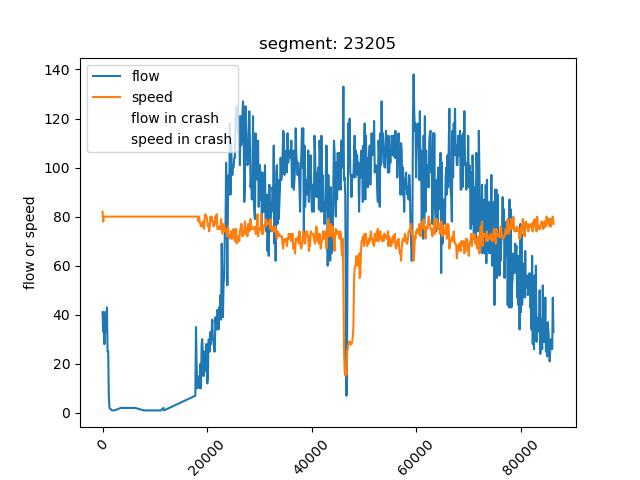 segment: 23205
flow
speed
flow in crash
speed in crash
flow or speed
140
120
100
80
60
40
20
0
0
20000
40000
60000
80000